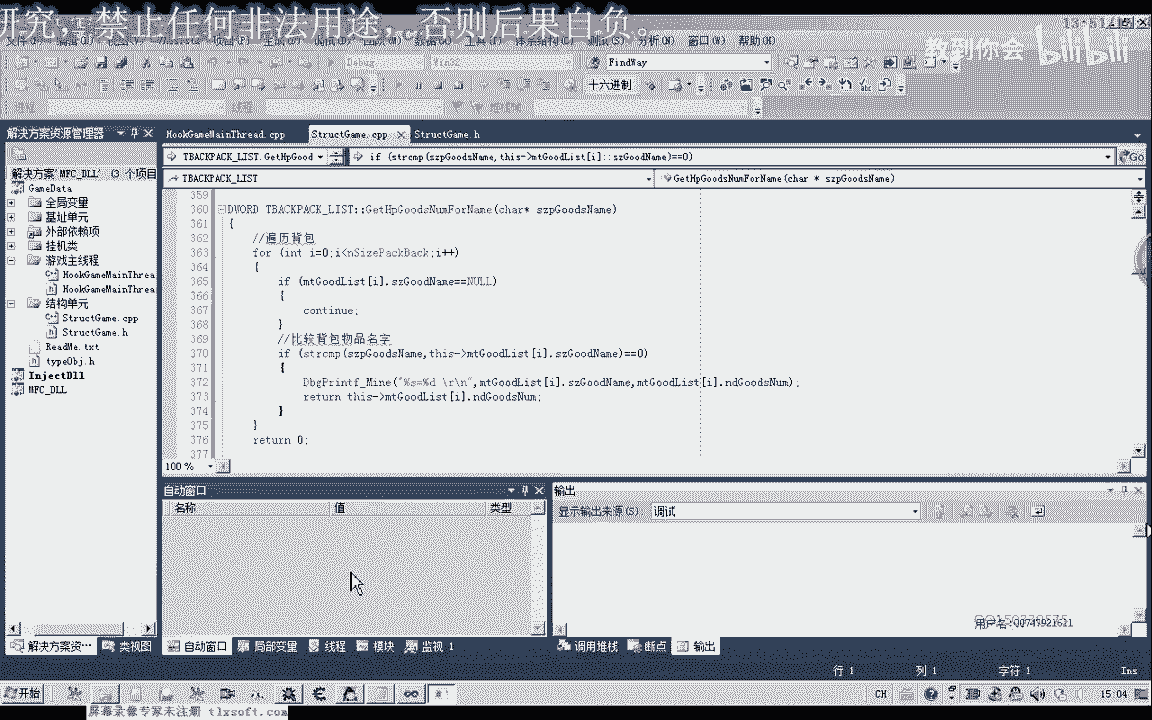 研究，禁止任何非法用途，否则后果自负。
教到你会 bilibili
Debug Win32 FindWay
十六进制
解决方案资源管理器
HookGameMainThread.cpp StructGame.cpp StructGame.h
TBACKPACK_LIST.GetHpGood if (strcmp(szpGoodsName,this->mtGoodList[i]::szGoodName)==0) Go
TBACKPACK_LIST GetHpGoodsNumForName(char * szpGoodsName)
解决方案'MFC_DLL' (3 个项目
GameData
全局变量
基址单元
外部依赖项
挂机类
游戏主线程
HookGameMainThrea
HookGameMainThrea
结构单元
StructGame.cpp
StructGame.h
ReadMe.txt
typeObj.h
InjectDll
MFC_DLL
359
360 DWORD TBACKPACK_LIST::GetHpGoodsNumForName(char* szpGoodsName)
361 {
362 //遍历背包
363 for (int i=0;i<nSizePackBack;i++)
364 {
365 if (mtGoodList[i].szGoodName==NULL)
366 {
367 continue;
368 }
369 //比较背包物品名字
370 if (strcmp(szpGoodsName,this->mtGoodList[i].szGoodName)==0)
371 {
372 DbgPrintf_Mine("%s=%d \r\n",mtGoodList[i].szGoodName,mtGoodList[i].ndGoodsNum);
373 return this->mtGoodList[i].ndGoodsNum;
374 }
375 }
376 return 0;
377
100 %
自动窗口
名称 值 类型
输出
显示输出来源(S): 调试
解决方案资… 类视图
自动窗口 局部变量 线程 模块 监视 1
调用堆栈 断点 输出
行 1 列 1 字符 1 Ins
开始 CH 15:04
屏幕录像专家未注册 tlxsoft.com